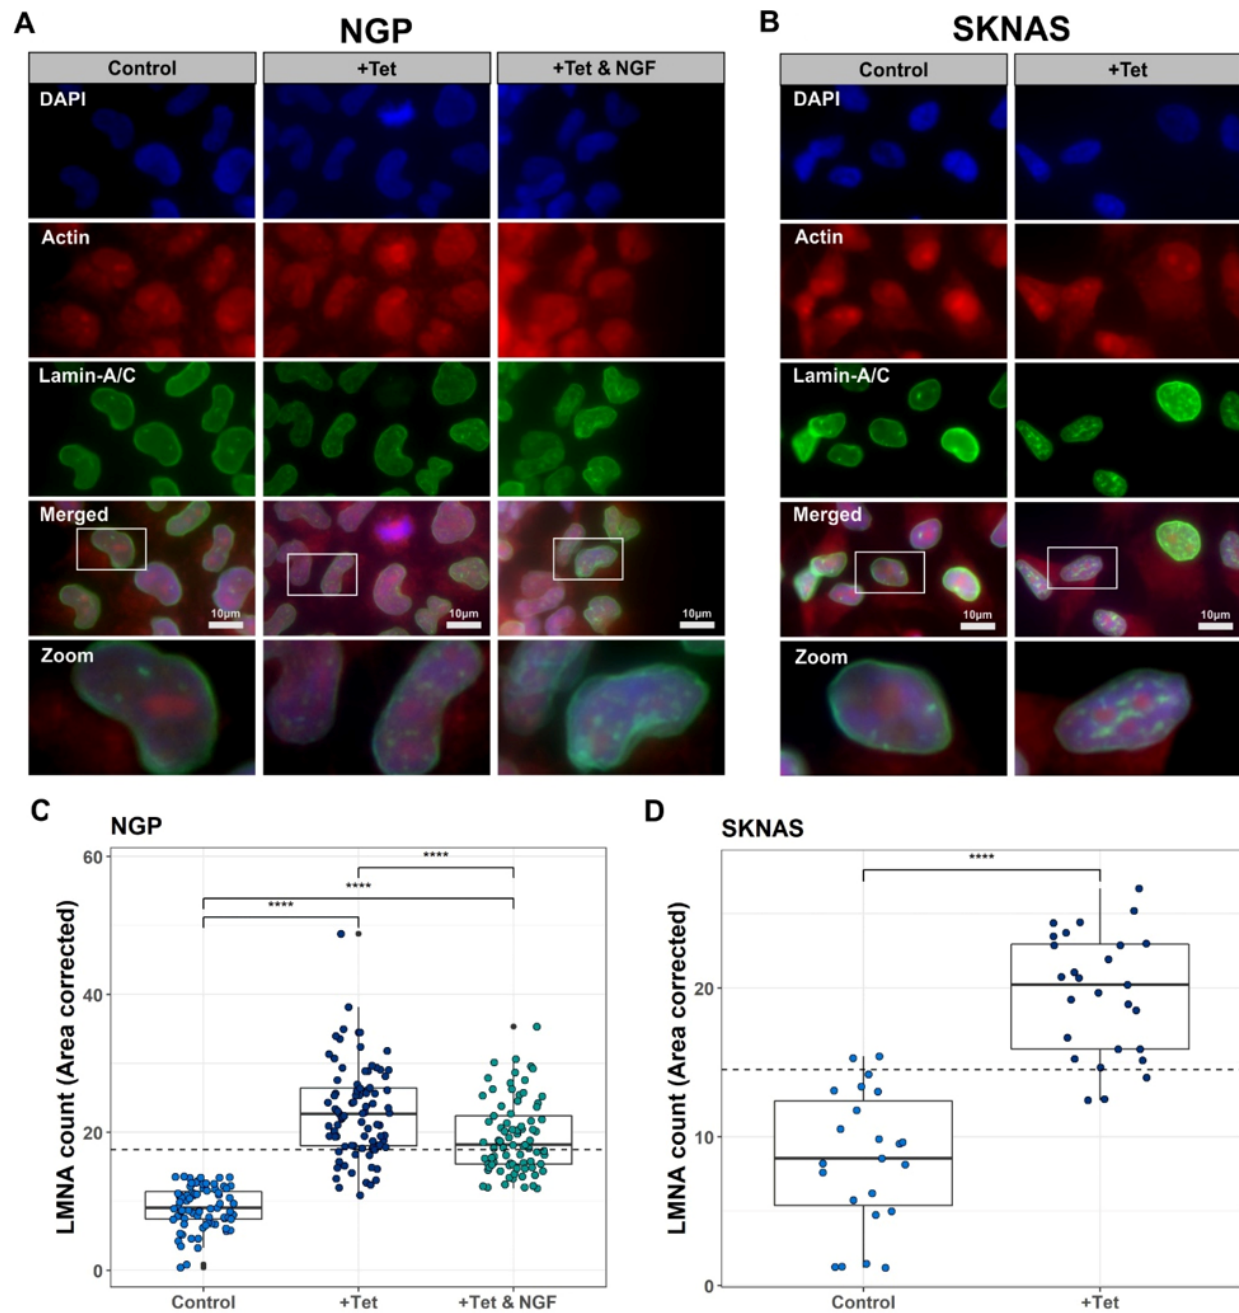 A
NGP
B
SKNAS
Control
+Tet
+Tet & NGF
Control
+Tet
DAPI
DAPI
Actin
Actin
Lamin-A/C
Lamin-A/C
Merged
10μm
10μm
10μm
Merged
10μm
10μm
Zoom
Zoom
C
NGP
LMNA count (Area corrected)
60
40
20
0
****
****
****
Control
+Tet
+Tet & NGF
D
SKNAS
LMNA count (Area corrected)
20
10
0
****
Control
+Tet